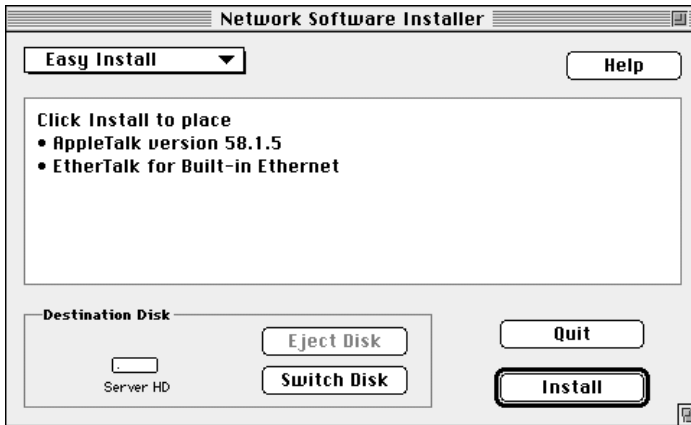 Network Software Installer
Easy Install
Help
Click Install to place
• AppleTalk version 58.1.5
• EtherTalk for Built-in Ethernet
Destination Disk
Eject Disk
Quit
Server HD
Switch Disk
Install